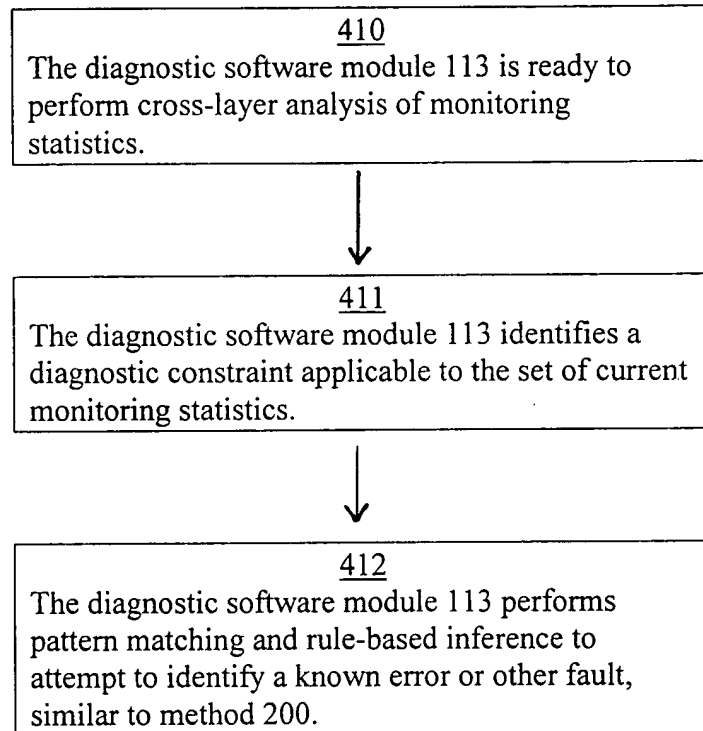 410
The diagnostic software module 113 is ready to
perform cross-layer analysis of monitoring
statistics.
411
The diagnostic software module 113 identifies a
diagnostic constraint applicable to the set of current
monitoring statistics.
412
The diagnostic software module 113 performs
pattern matching and rule-based inference to
attempt to identify a known error or other fault,
similar to method 200.